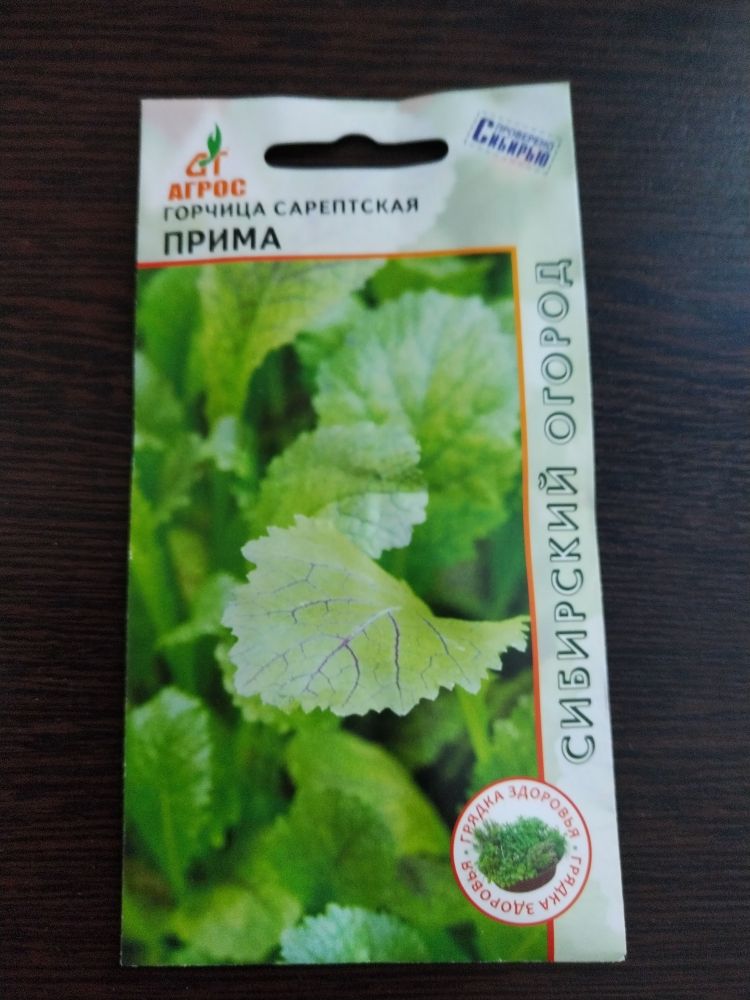 АГРОС
ГОРЧИЦА САРЕПТСКАЯ
ПРИМА
ПРОВЕРЕНО
СИБИРЬЮ
СИБИРСКИЙ ОГОРОД
ГРЯДКА ЗДОРОВЬЯ • ГРЯДКА ЗДОРОВЬЯ •